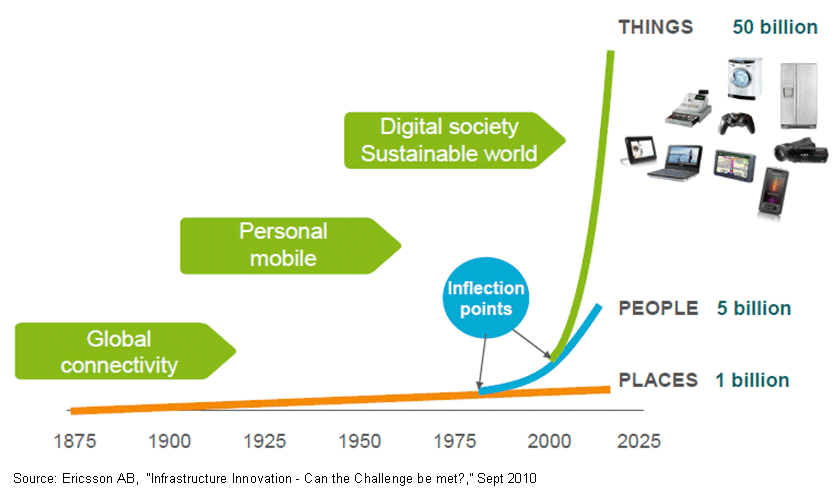 THINGS 50 billion
Digital society
Sustainable world
Personal
mobile
Inflection
points
PEOPLE 5 billion
Global
connectivity
PLACES 1 billion
1875 1900 1925 1950 1975 2000 2025
Source: Ericsson AB, "Infrastructure Innovation - Can the Challenge be met?," Sept 2010